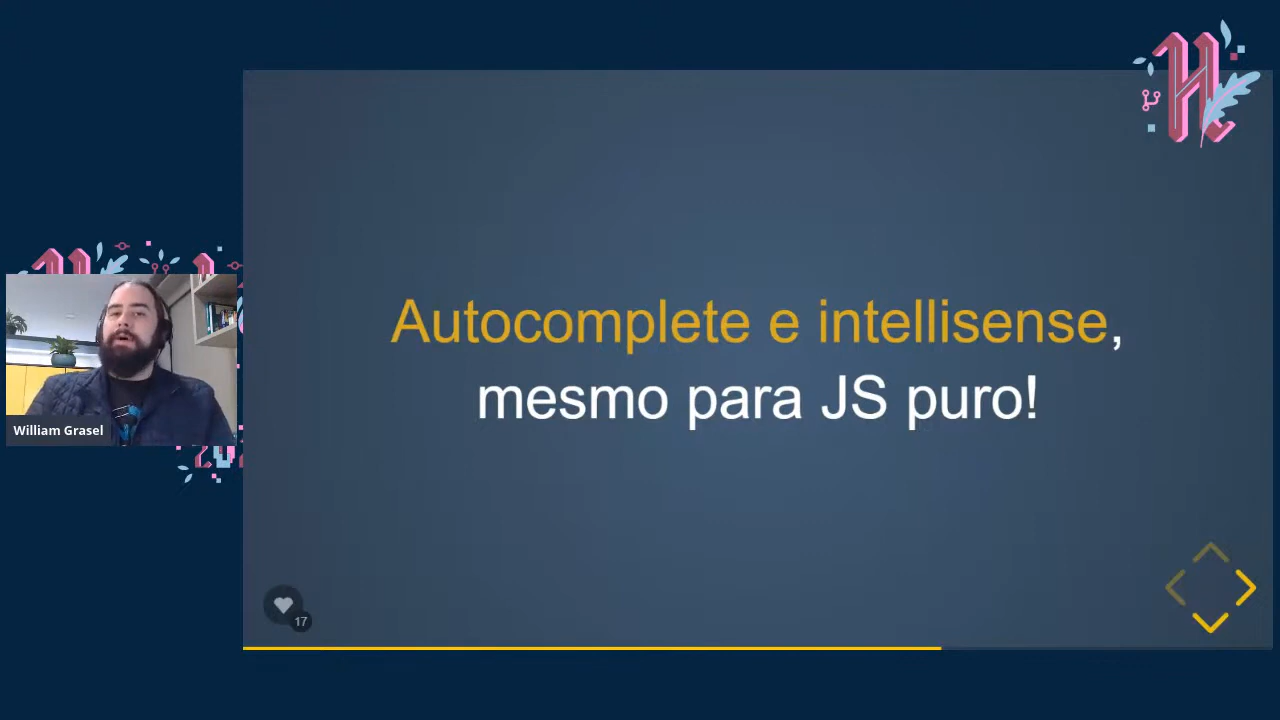 Autocomplete e intellisense,
mesmo para JS puro!
William Grasel
17